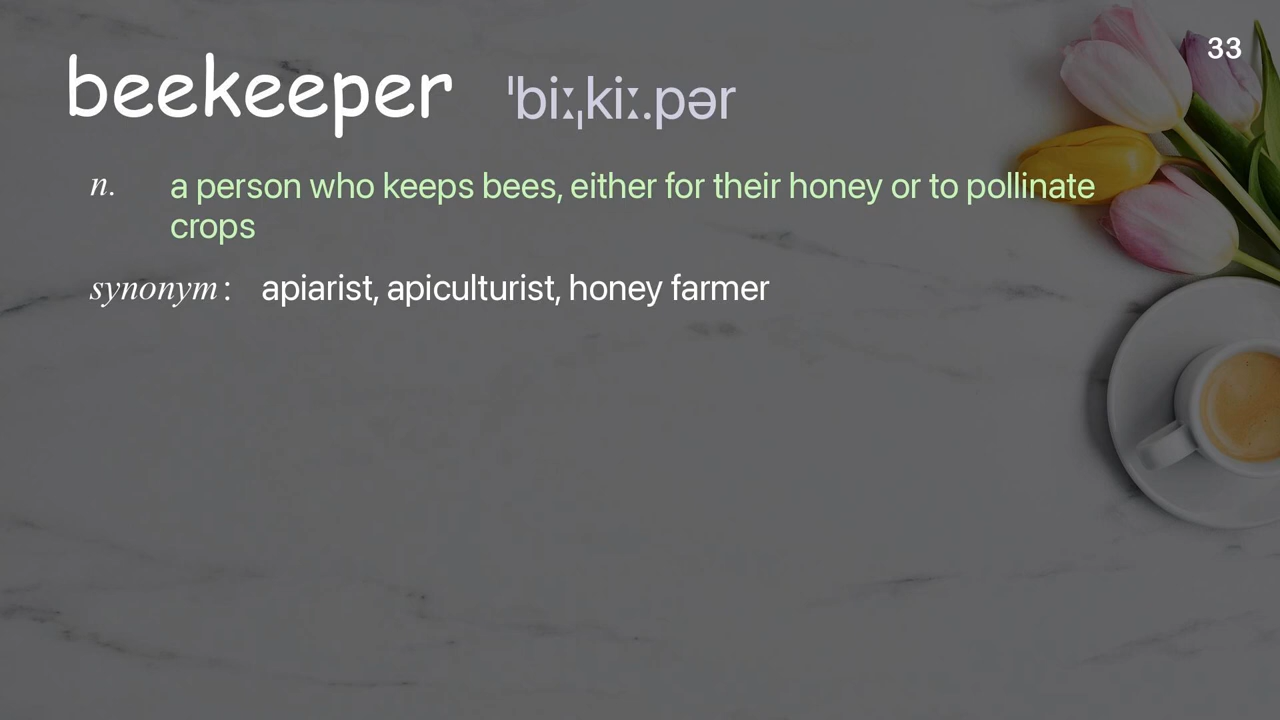 33
beekeeper ˈbiːˌkiː.pər
n. a person who keeps bees, either for their honey or to pollinate
crops
synonym: apiarist, apiculturist, honey farmer